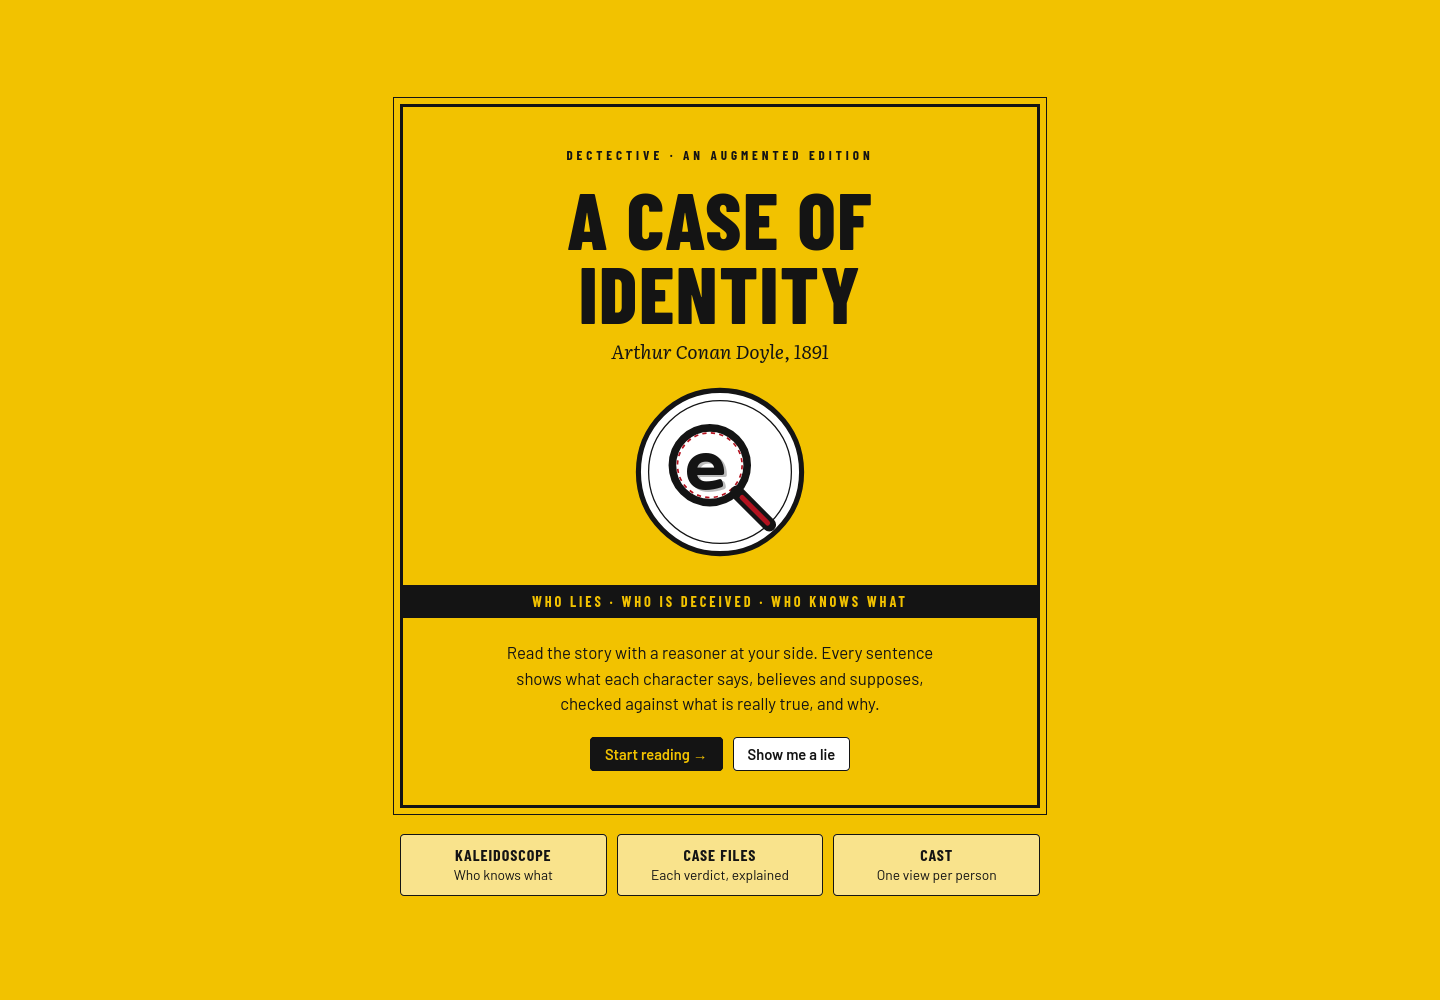 DECTECTIVE · AN AUGMENTED EDITION
A CASE OF
IDENTITY
Arthur Conan Doyle, 1891
e
WHO LIES · WHO IS DECEIVED · WHO KNOWS WHAT
Read the story with a reasoner at your side. Every sentence
shows what each character says, believes and supposes,
checked against what is really true, and why.
Start reading →
Show me a lie
KALEIDOSCOPE
Who knows what
CASE FILES
Each verdict, explained
CAST
One view per person